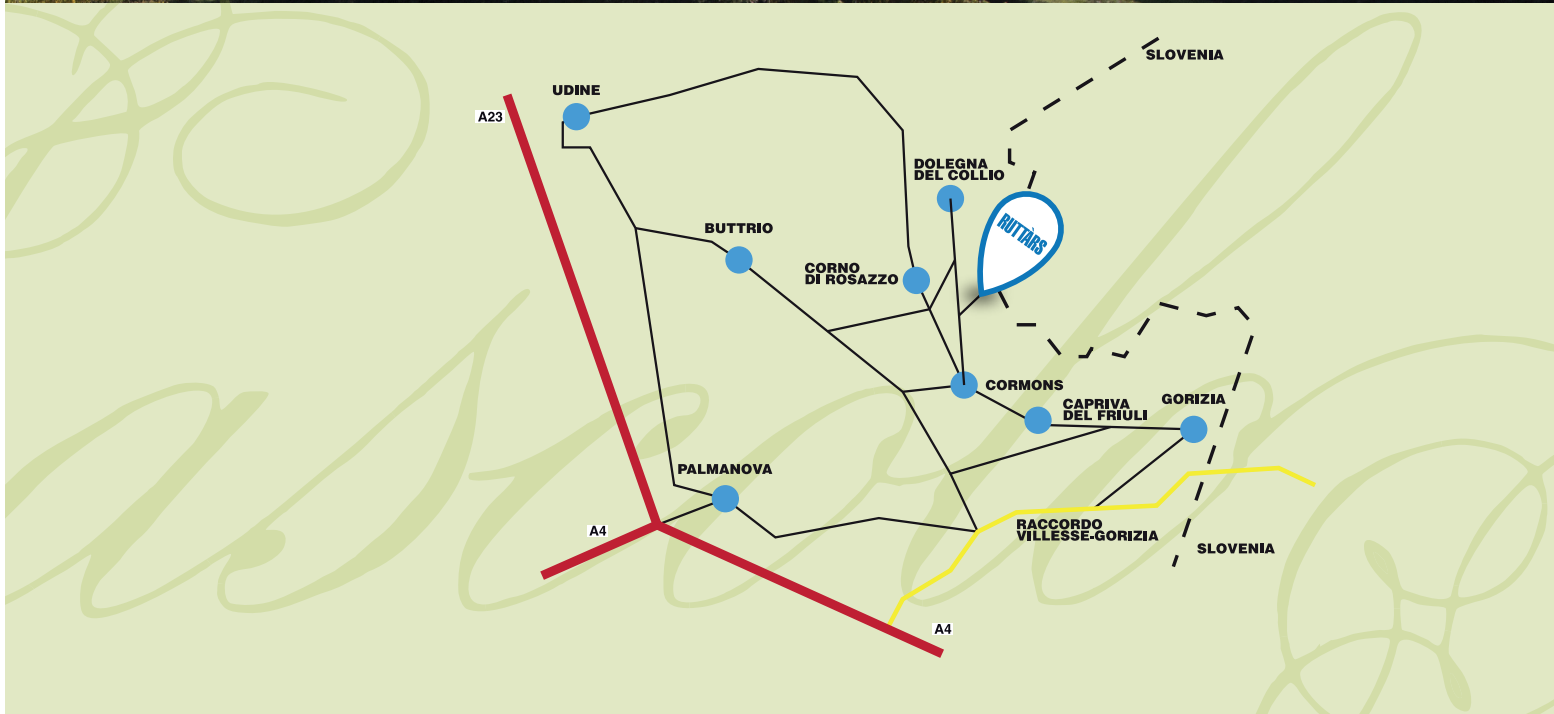 SLOVENIA
UDINE
A23
DOLEGNA
DEL COLLIO
RUTTÀRS
BUTTRIO
CORNO
DI ROSAZZO
CORMONS
CAPRIVA
DEL FRIULI
GORIZIA
PALMANOVA
A4
RACCORDO
VILLESSE-GORIZIA
SLOVENIA
A4